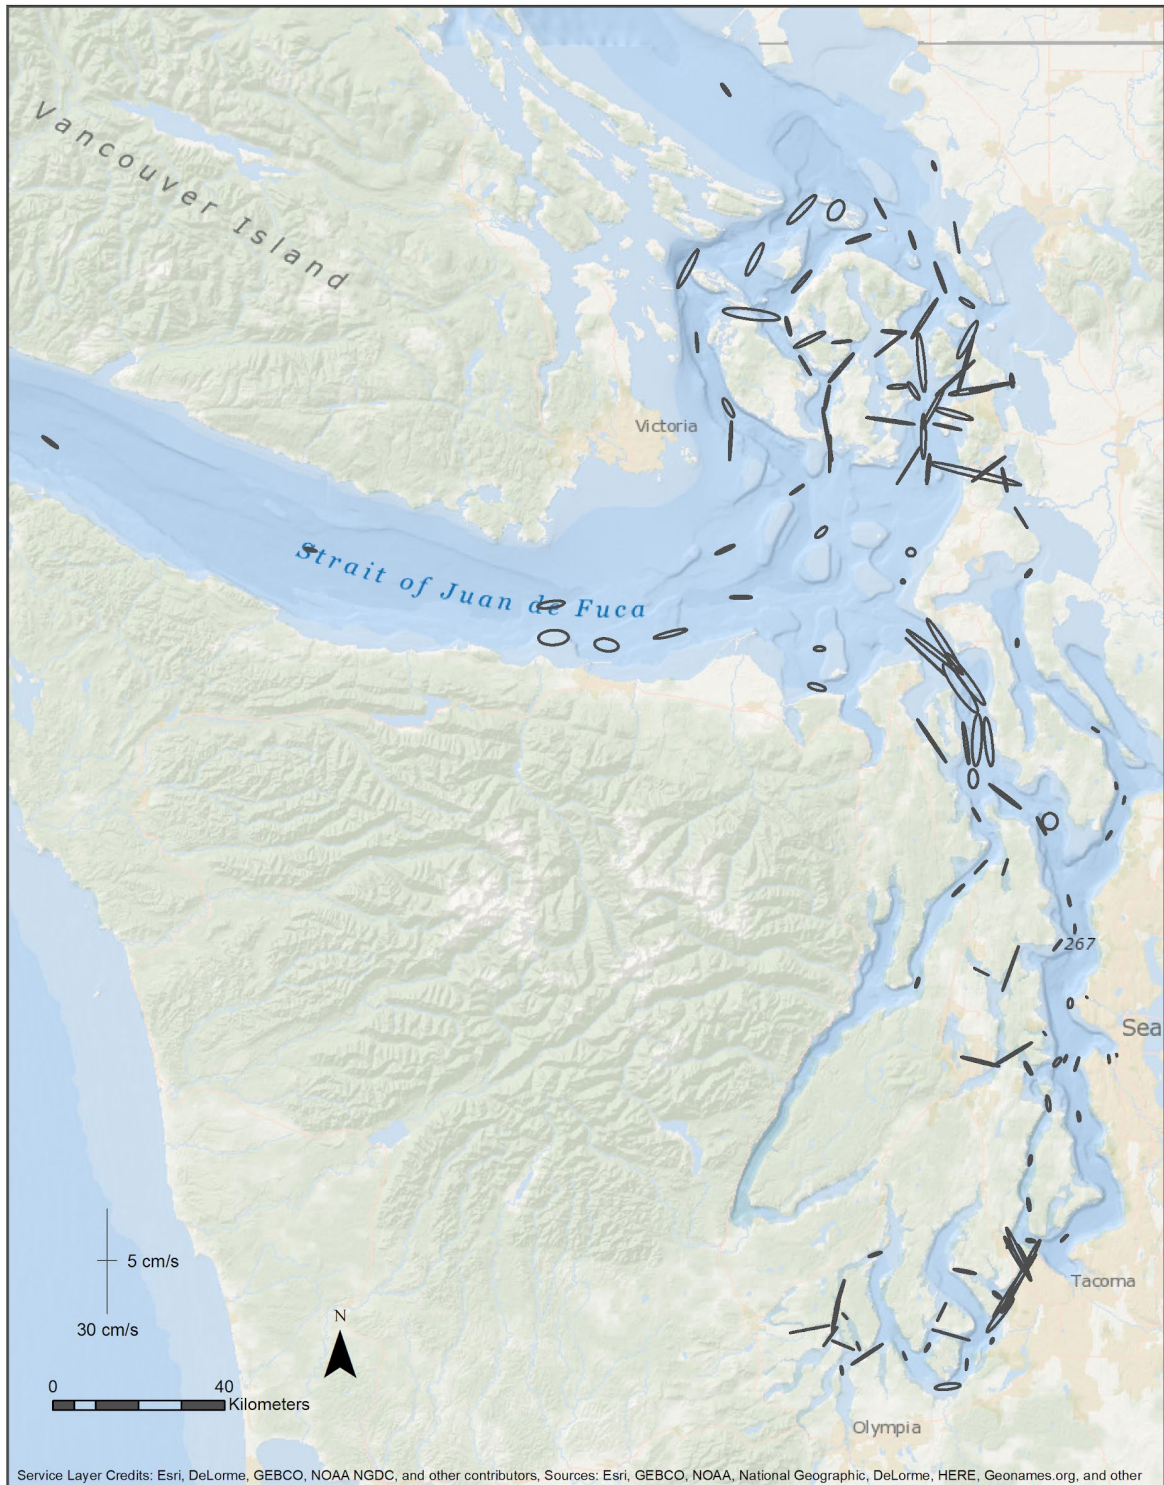 Vancouver Island
Victoria
Strait of Juan de Fuca
267
Sea
5 cm/s
Tacoma
30 cm/s
N
0 40
Kilometers
Olympia
Service Layer Credits: Esri, DeLorme, GEBCO, NOAA NGDC, and other contributors, Sources: Esri, GEBCO, NOAA, National Geographic, DeLorme, HERE, Geonames.org, and other